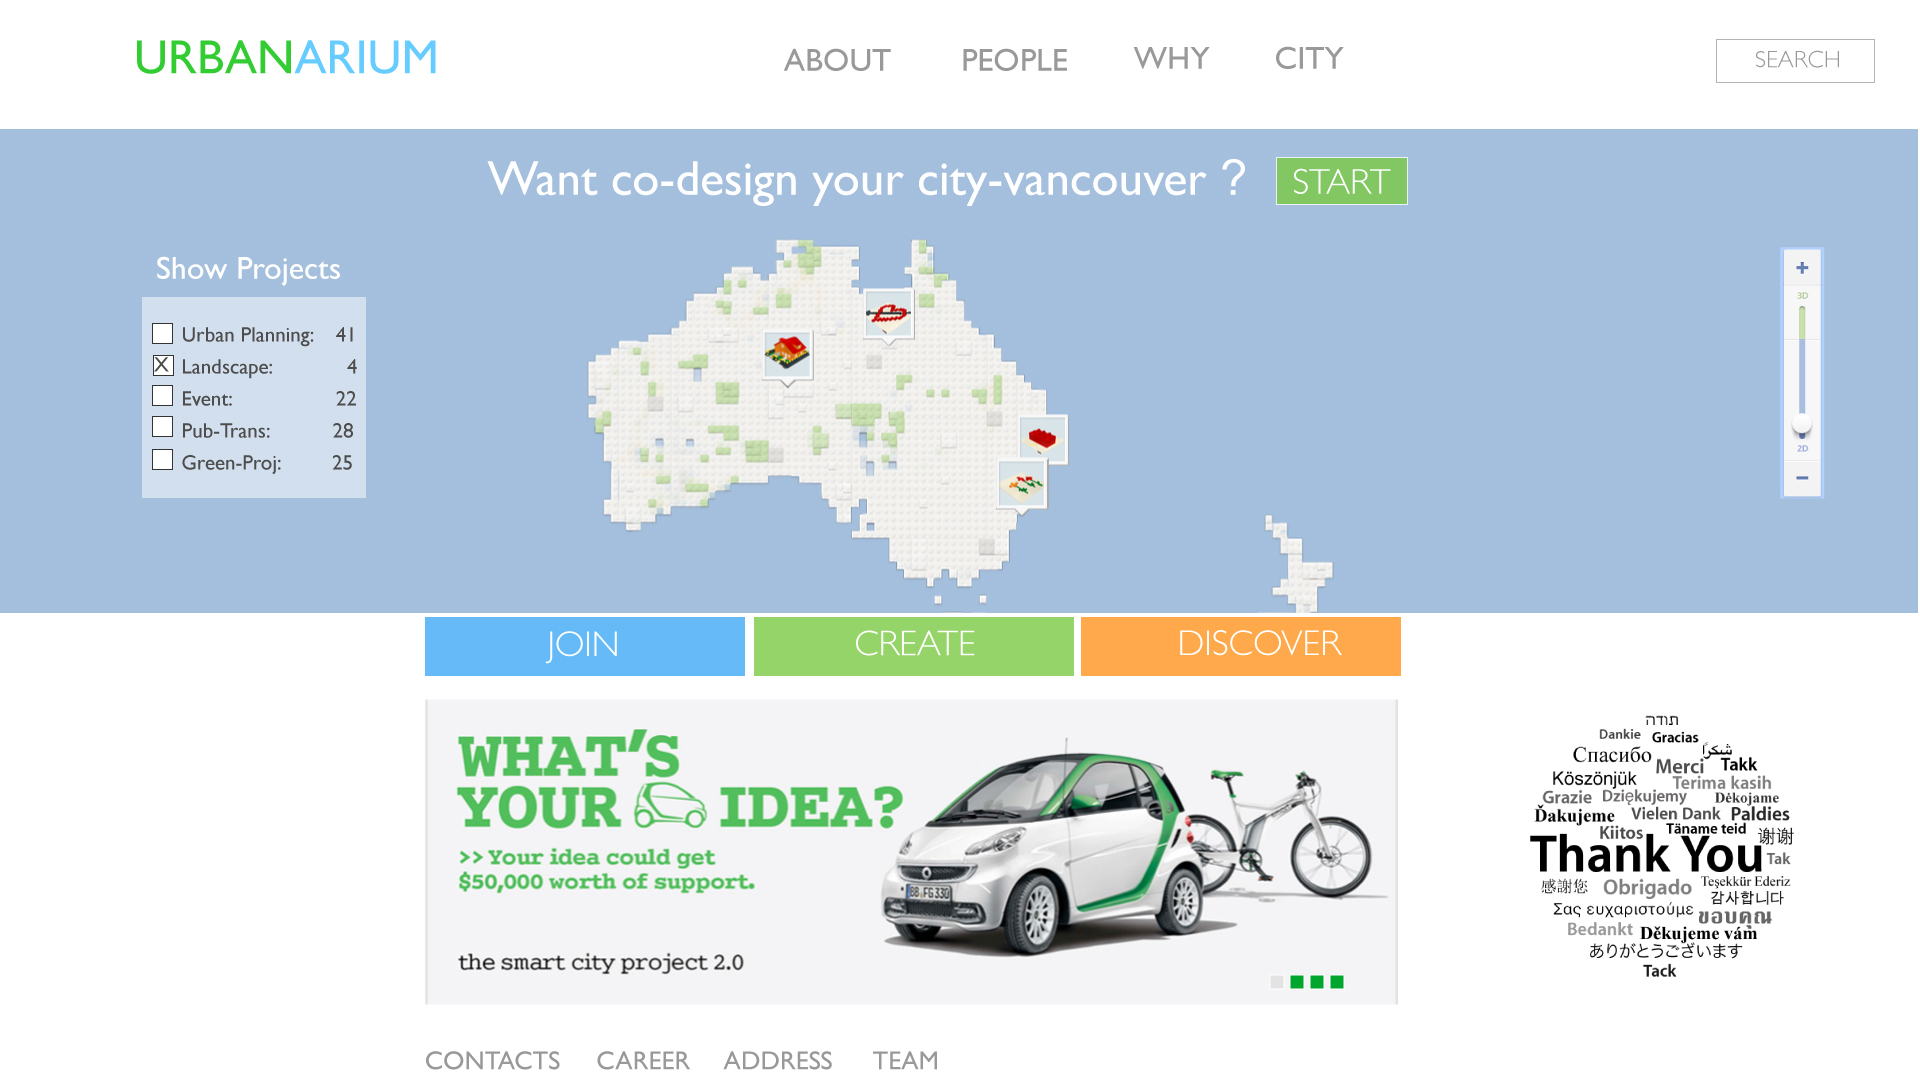 URBANARIUM
ABOUT PEOPLE WHY CITY
SEARCH
Want co-design your city-vancouver ?
START
Show Projects
Urban Planning: 41
X Landscape: 4
Event: 22
Pub-Trans: 28
Green-Proj: 25
+
3D
2D
−
JOIN
CREATE
DISCOVER
WHAT'S
YOUR IDEA?
>> Your idea could get
$50,000 worth of support.
BB FG 330
the smart city project 2.0
תודה
Dankie Gracias
Спасибо شكراً
Merci Takk
Köszönjük Terima kasih
Grazie Dziękujemy Dėkojame
Ďakujeme Vielen Dank Paldies
Kiitos Täname teid 谢谢
Thank You Tak
感謝您 Obrigado Teşekkür Ederiz
감사합니다
Σας ευχαριστούμε ขอบคุณ
Bedankt Děkujeme vám
ありがとうございます
Tack
CONTACTS CAREER ADDRESS TEAM